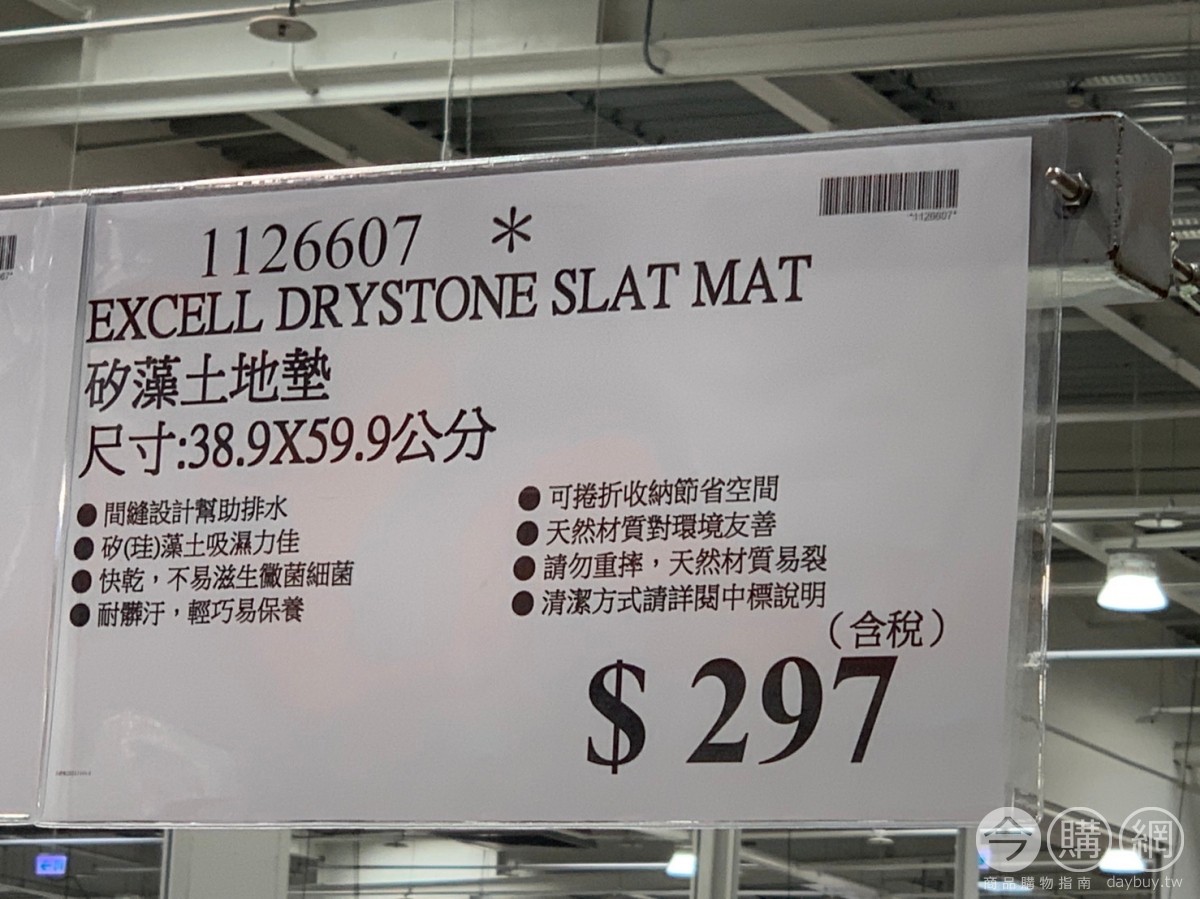 1126607 *
*1126607*
EXCELL DRYSTONE SLAT MAT
矽藻土地墊
尺寸:38.9X59.9公分
●間縫設計幫助排水
●矽(珪)藻土吸濕力佳
●快乾，不易滋生黴菌細菌
●耐髒汙，輕巧易保養
●可捲折收納節省空間
●天然材質對環境友善
●請勿重摔，天然材質易裂
●清潔方式請詳閱中標說明
（含稅）
$ 297
今購網
商品購物指南 daybuy.tw